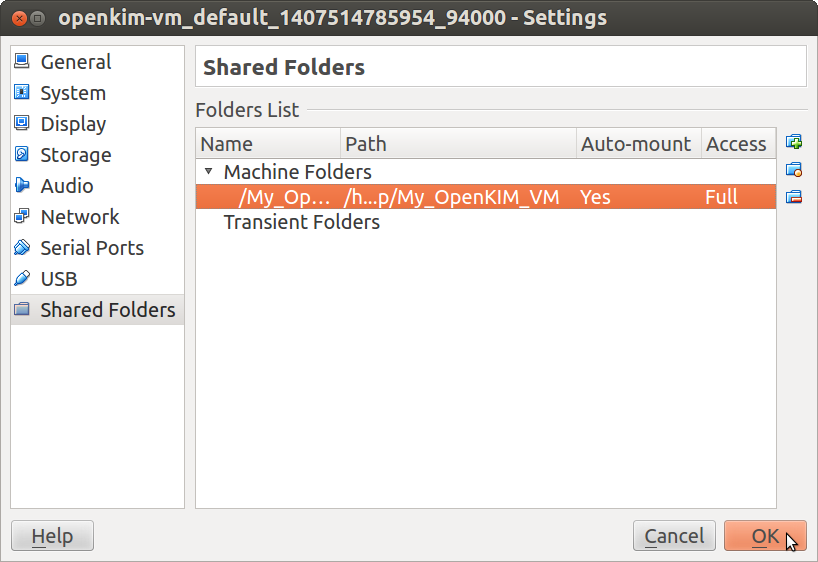 openkim-vm_default_1407514785954_94000 - Settings
General
System
Display
Storage
Audio
Network
Serial Ports
USB
Shared Folders
Shared Folders
Folders List
Name Path Auto-mount Access
Machine Folders
/My_Op... /h...p/My_OpenKIM_VM Yes Full
Transient Folders
Help Cancel OK